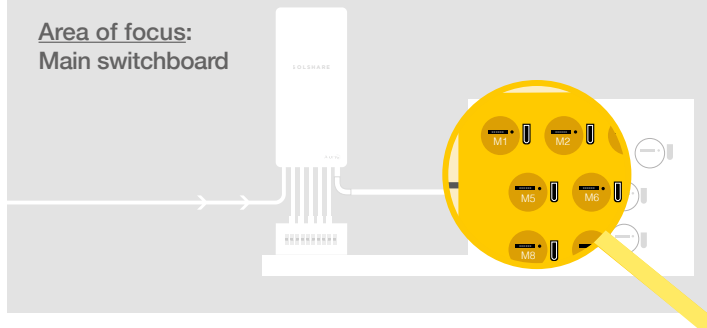 Area of focus:
Main switchboard
SOLSHARE
M1 M2
M5 M6
M8